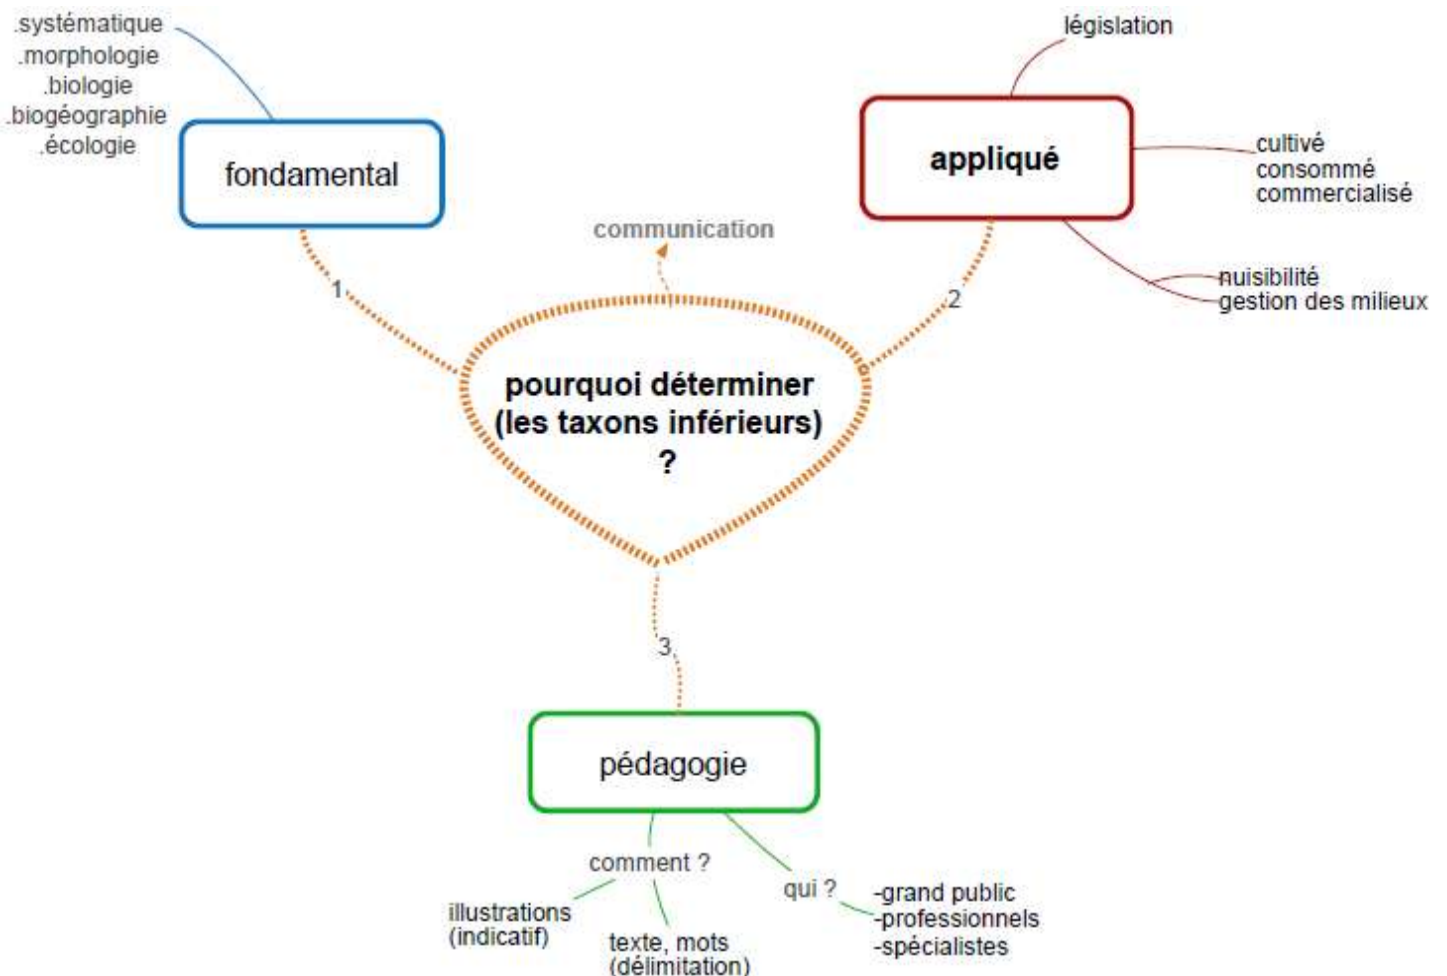 .systématique
.morphologie
.biologie
.biogéographie
.écologie
fondamental
1
communication
législation
appliqué
cultivé
consommé
commercialisé
nuisibilité
gestion des milieux
2
pourquoi déterminer
(les taxons inférieurs)
?
3
pédagogie
comment ?
illustrations
(indicatif)
texte, mots
(délimitation)
qui ?
-grand public
-professionnels
-spécialistes